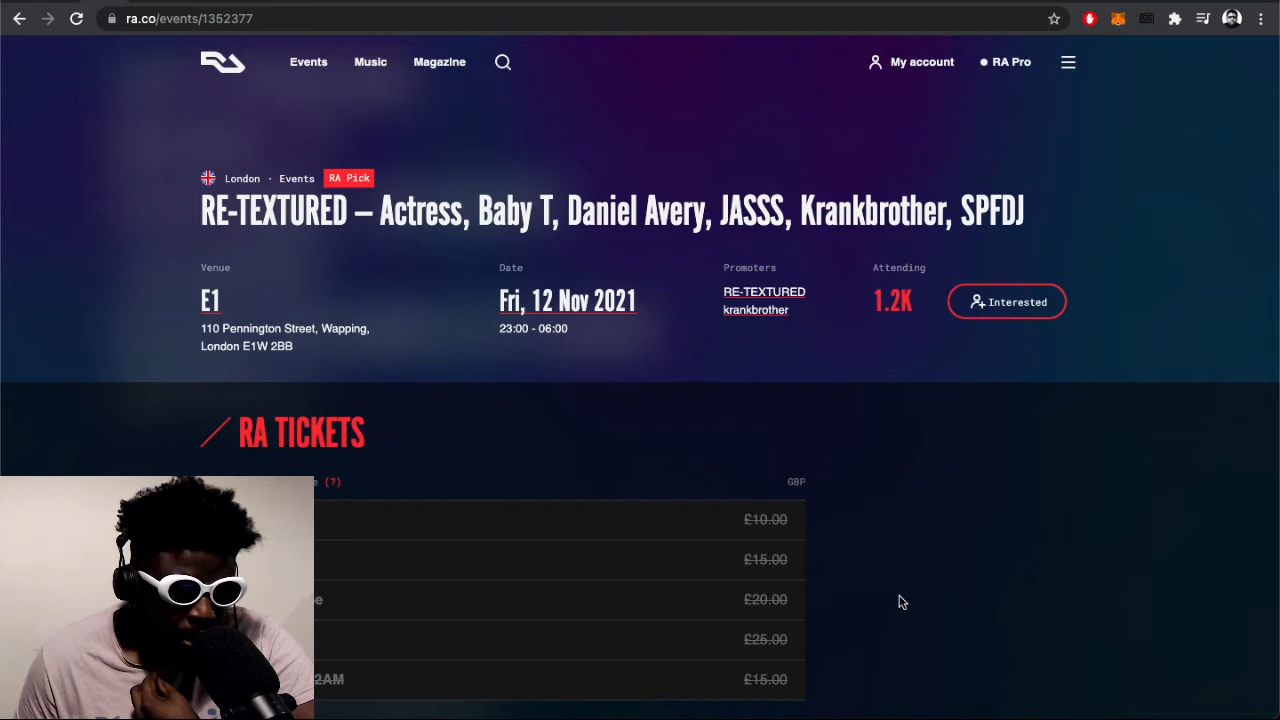 ra.co/events/1352377
Events Music Magazine My account RA Pro
London · Events RA Pick
RE-TEXTURED – Actress, Baby T, Daniel Avery, JASSS, Krankbrother, SPFDJ
Venue Date Promoters Attending
E1 Fri, 12 Nov 2021 RE-TEXTURED 1.2K Interested
110 Pennington Street, Wapping, 23:00 - 06:00 krankbrother
London E1W 2BB
RA TICKETS
(?) GBP
£10.00
£15.00
£20.00
£25.00
2AM £15.00